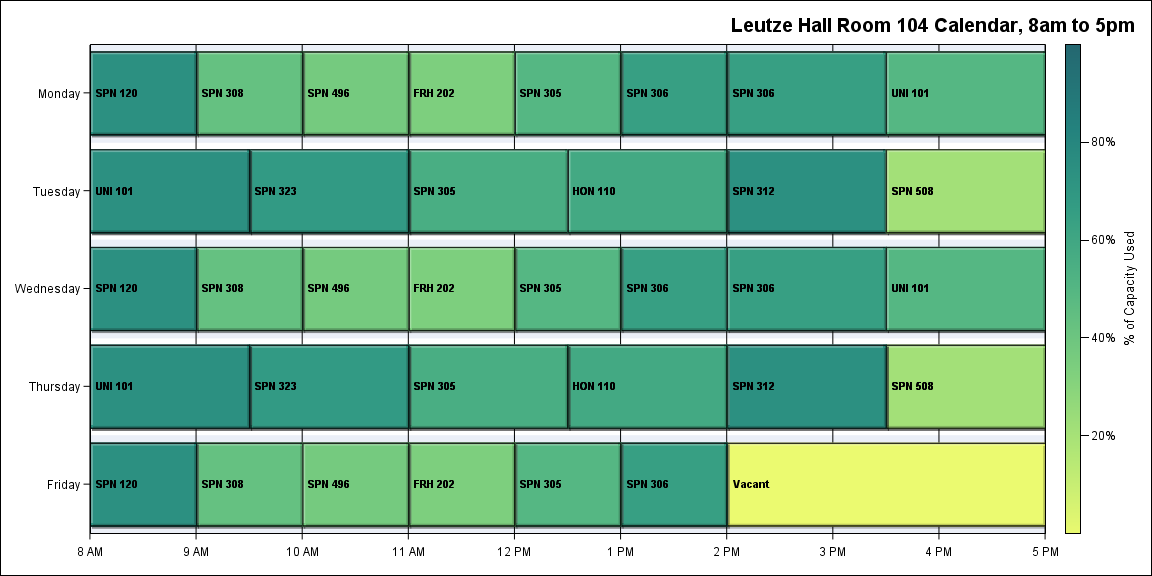 Leutze Hall Room 104 Calendar, 8am to 5pm
Monday
SPN 120
SPN 308
SPN 496
FRH 202
SPN 305
SPN 306
SPN 306
UNI 101
Tuesday
UNI 101
SPN 323
SPN 305
HON 110
SPN 312
SPN 508
Wednesday
SPN 120
SPN 308
SPN 496
FRH 202
SPN 305
SPN 306
SPN 306
UNI 101
Thursday
UNI 101
SPN 323
SPN 305
HON 110
SPN 312
SPN 508
Friday
SPN 120
SPN 308
SPN 496
FRH 202
SPN 305
SPN 306
Vacant
8 AM
9 AM
10 AM
11 AM
12 PM
1 PM
2 PM
3 PM
4 PM
5 PM
80%
60%
40%
20%
% of Capacity Used